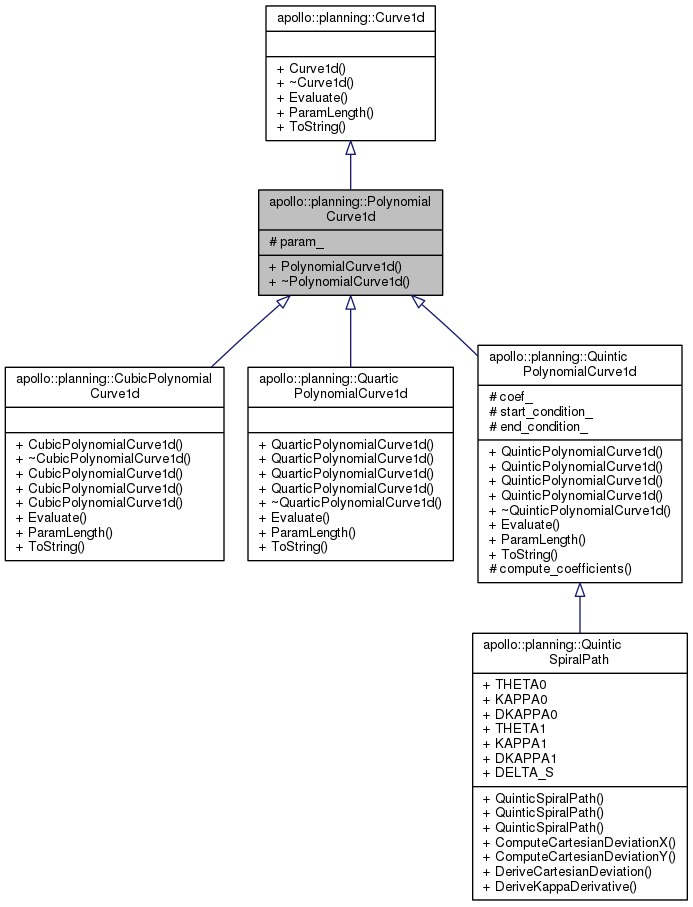 apollo::planning::Curve1d
+ Curve1d()
+ ~Curve1d()
+ Evaluate()
+ ParamLength()
+ ToString()
apollo::planning::Polynomial
Curve1d
# param_
+ PolynomialCurve1d()
+ ~PolynomialCurve1d()
apollo::planning::CubicPolynomial
Curve1d
+ CubicPolynomialCurve1d()
+ ~CubicPolynomialCurve1d()
+ CubicPolynomialCurve1d()
+ CubicPolynomialCurve1d()
+ CubicPolynomialCurve1d()
+ Evaluate()
+ ParamLength()
+ ToString()
apollo::planning::Quartic
PolynomialCurve1d
+ QuarticPolynomialCurve1d()
+ QuarticPolynomialCurve1d()
+ QuarticPolynomialCurve1d()
+ QuarticPolynomialCurve1d()
+ ~QuarticPolynomialCurve1d()
+ Evaluate()
+ ParamLength()
+ ToString()
apollo::planning::Quintic
PolynomialCurve1d
# coef_
# start_condition_
# end_condition_
+ QuinticPolynomialCurve1d()
+ QuinticPolynomialCurve1d()
+ QuinticPolynomialCurve1d()
+ QuinticPolynomialCurve1d()
+ ~QuinticPolynomialCurve1d()
+ Evaluate()
+ ParamLength()
+ ToString()
# compute_coefficients()
apollo::planning::Quintic
SpiralPath
+ THETA0
+ KAPPA0
+ DKAPPA0
+ THETA1
+ KAPPA1
+ DKAPPA1
+ DELTA_S
+ QuinticSpiralPath()
+ QuinticSpiralPath()
+ QuinticSpiralPath()
+ ComputeCartesianDeviationX()
+ ComputeCartesianDeviationY()
+ DeriveCartesianDeviation()
+ DeriveKappaDerivative()